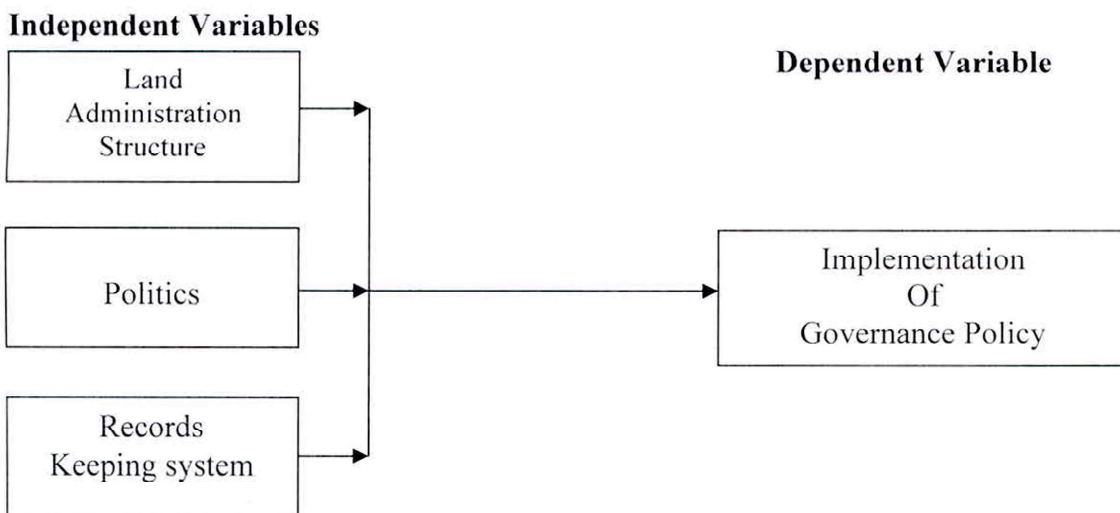 Independent Variables
Land
Administration
Structure
Politics
Records
Keeping system
Dependent Variable
Implementation
Of
Governance Policy